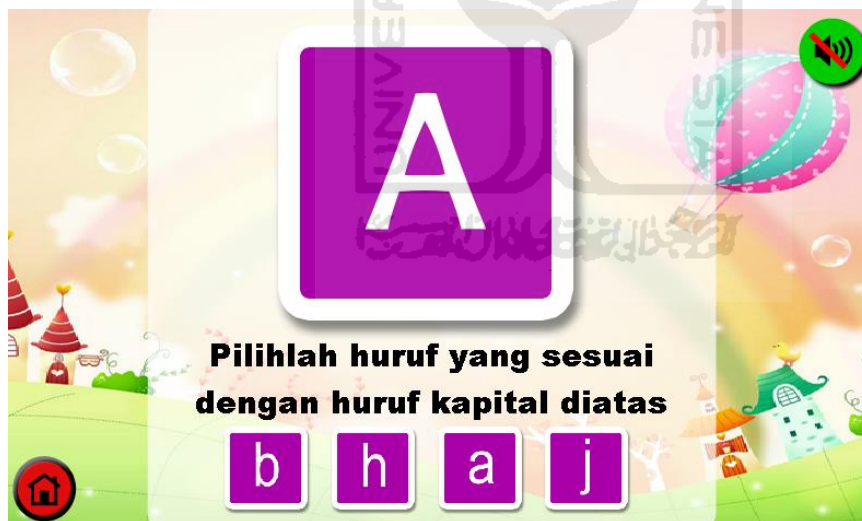 A
Pilihlah huruf yang sesuai
dengan huruf kapital diatas
b h a j